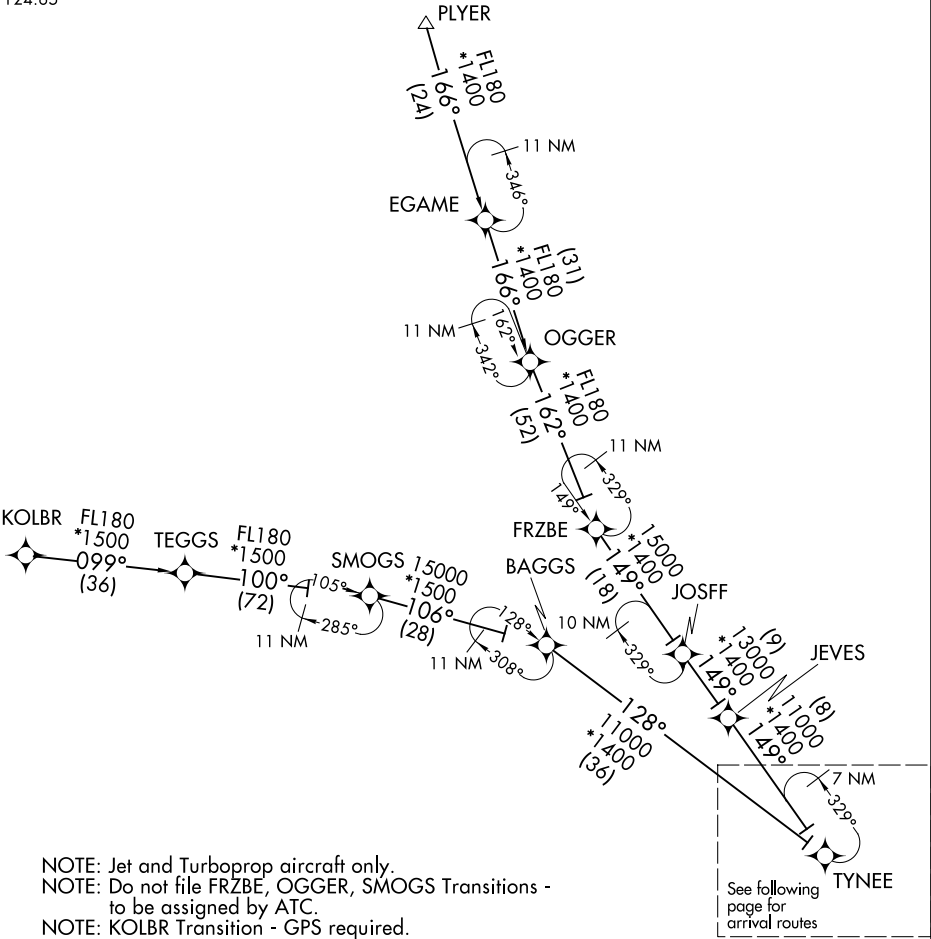 PLYER
FL180
*1400
166°
(24)
11 NM
346°
EGAME
(31)
FL180
*1400
166°
11 NM
162°
342°
OGGER
FL180
*1400
162°
(52)
11 NM
329°
149°
FRZBE
15000
*1400
149°
(18)
JOSFF
10 NM
329°
(9)
13000
*1400
149°
JEVES
(8)
11000
*1400
149°
KOLBR
FL180
*1500
099°
(36)
TEGGS
FL180
*1500
100°
(72)
105°
285°
11 NM
SMOGS
15000
*1500
106°
(28)
BAGGS
128°
308°
11 NM
128°
11000
*1400
(36)
7 NM
329°
TYNEE
See following
page for
arrival routes
NOTE: Jet and Turboprop aircraft only.
NOTE: Do not file FRZBE, OGGER, SMOGS Transitions -
to be assigned by ATC.
NOTE: KOLBR Transition - GPS required.